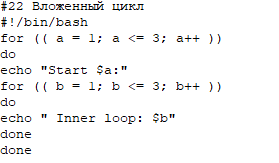 #22 Вложенный цикл
#!/bin/bash
for (( a = 1; a <= 3; a++ ))
do
echo "Start $a:"
for (( b = 1; b <= 3; b++ ))
do
echo " Inner loop: $b"
done
done